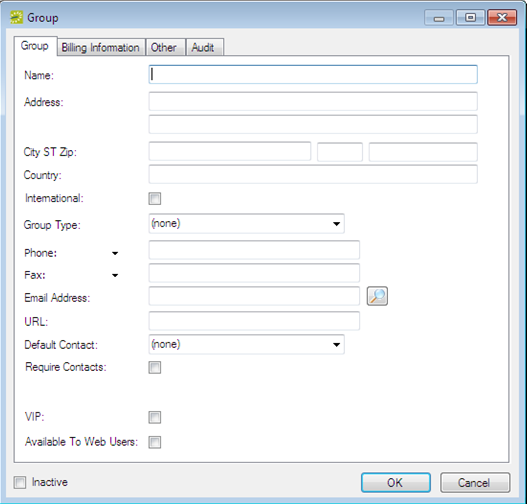 Group
Group Billing Information Other Audit
Name:
Address:
City ST Zip:
Country:
International:
Group Type: (none)
Phone:
Fax:
Email Address:
URL:
Default Contact: (none)
Require Contacts:
VIP:
Available To Web Users:
Inactive OK Cancel